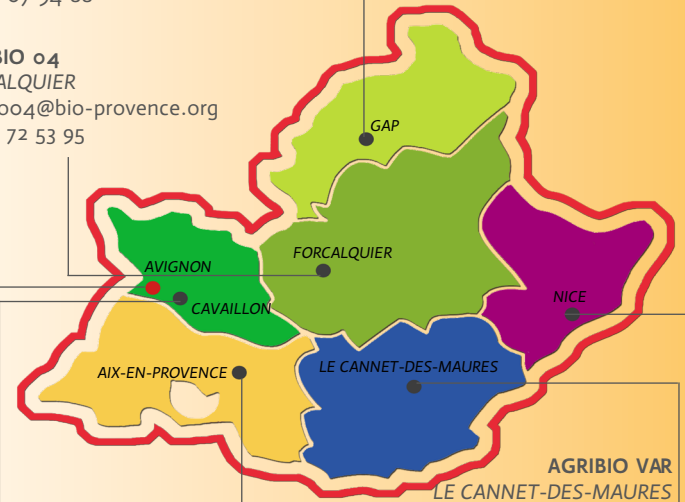 BIO 04
ALQUIER
004@bio-provence.org
72 53 95
GAP
FORCALQUIER
AVIGNON
CAVAILLON
NICE
AIX-EN-PROVENCE
LE CANNET-DES-MAURES
AGRIBIO VAR
LE CANNET-DES-MAURES